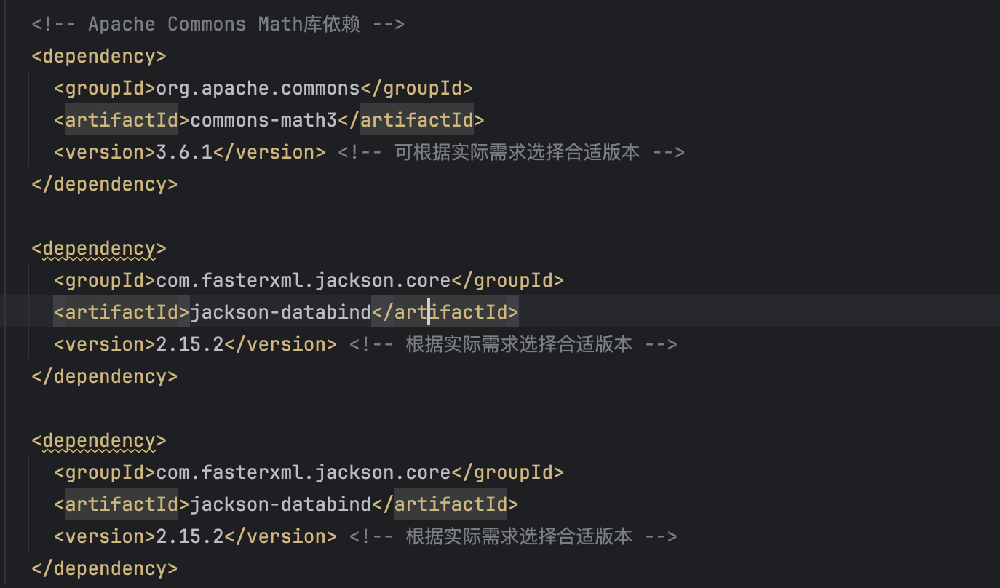 <!-- Apache Commons Math库依赖 -->
<dependency>
<groupId>org.apache.commons</groupId>
<artifactId>commons-math3</artifactId>
<version>3.6.1</version> <!-- 可根据实际需求选择合适版本 -->
</dependency>
<dependency>
<groupId>com.fasterxml.jackson.core</groupId>
<artifactId>jackson-databind</artifactId>
<version>2.15.2</version> <!-- 根据实际需求选择合适版本 -->
</dependency>
<dependency>
<groupId>com.fasterxml.jackson.core</groupId>
<artifactId>jackson-databind</artifactId>
<version>2.15.2</version> <!-- 根据实际需求选择合适版本 -->
</dependency>